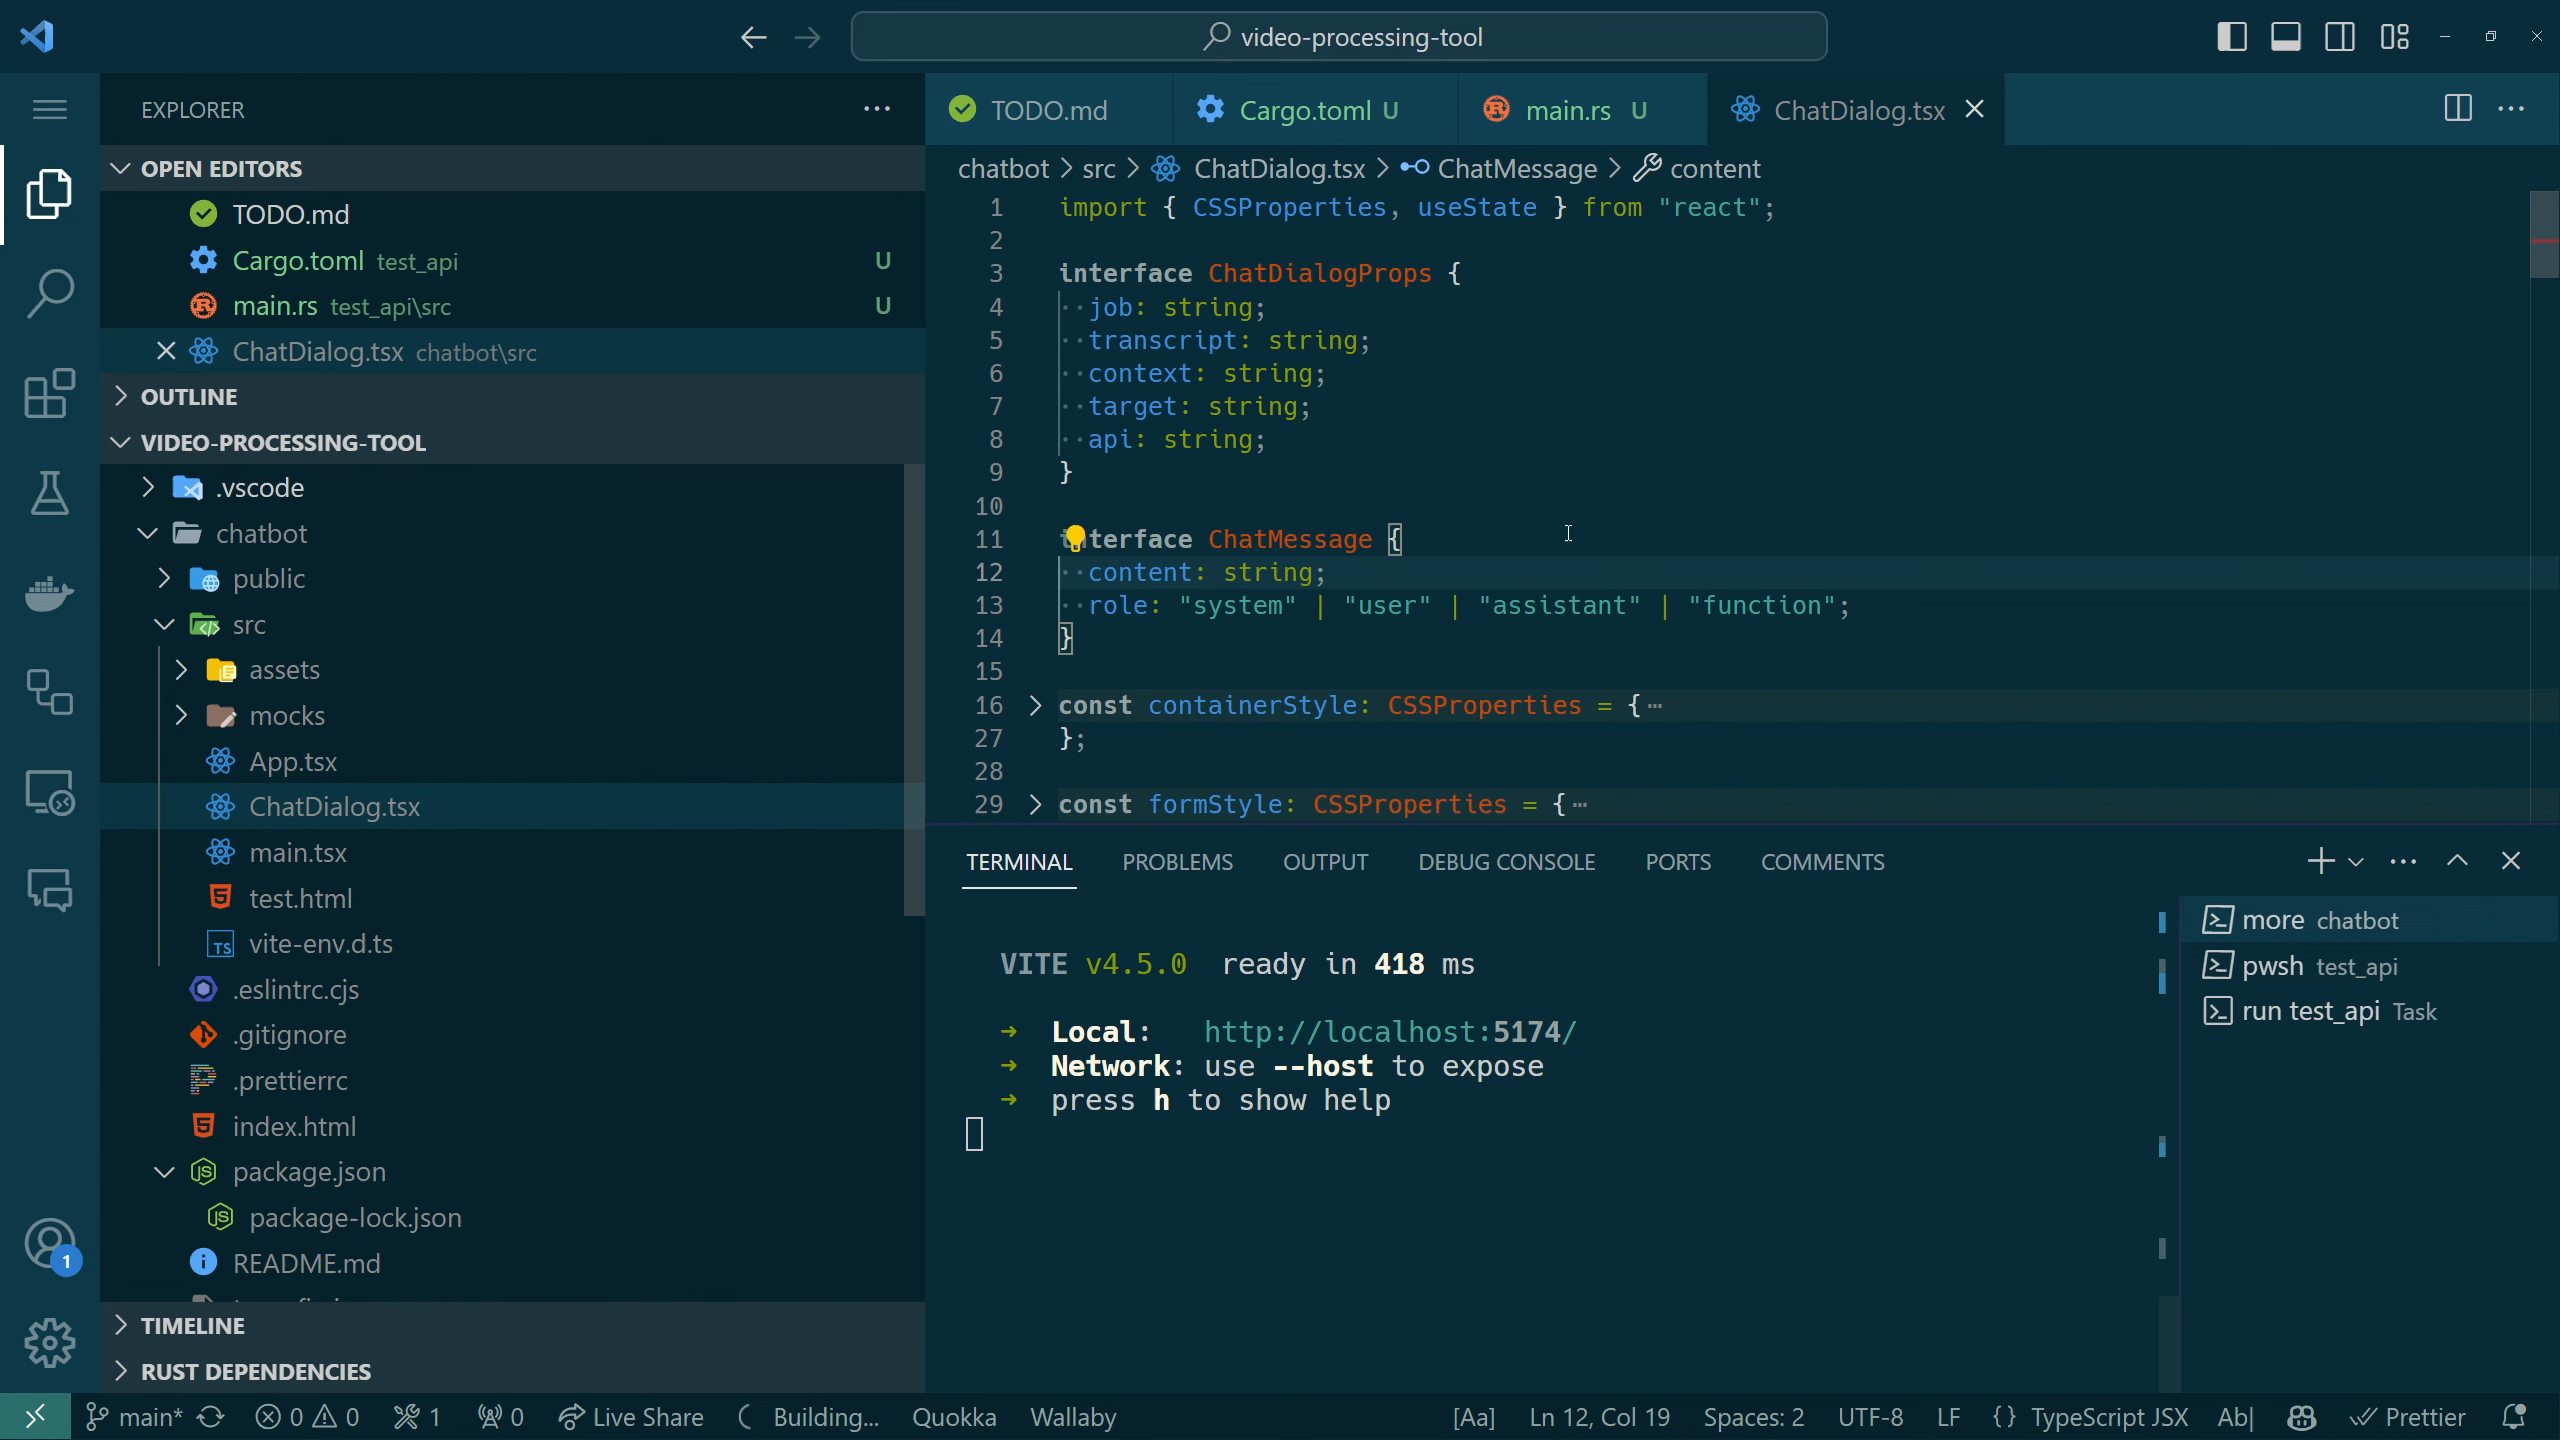 video-processing-tool
EXPLORER
OPEN EDITORS
TODO.md
Cargo.toml test_api U
main.rs test_api\src U
ChatDialog.tsx chatbot\src
OUTLINE
VIDEO-PROCESSING-TOOL
.vscode
chatbot
public
src
assets
mocks
App.tsx
ChatDialog.tsx
main.tsx
test.html
TS vite-env.d.ts
.eslintrc.cjs
.gitignore
.prettierrc
index.html
package.json
package-lock.json
README.md
TIMELINE
RUST DEPENDENCIES
1
TODO.md Cargo.toml U main.rs U ChatDialog.tsx
chatbot > src > ChatDialog.tsx > ChatMessage > content
1 import { CSSProperties, useState } from "react";
2
3 interface ChatDialogProps {
4 ··job: string;
5 ··transcript: string;
6 ··context: string;
7 ··target: string;
8 ··api: string;
9 }
10
11 interface ChatMessage {
12 ··content: string;
13 ··role: "system" | "user" | "assistant" | "function";
14 }
15
16 const containerStyle: CSSProperties = {⋯
27 };
28
29 const formStyle: CSSProperties = {⋯
TERMINAL PROBLEMS OUTPUT DEBUG CONSOLE PORTS COMMENTS
VITE v4.5.0 ready in 418 ms
➜ Local: http://localhost:5174/
➜ Network: use --host to expose
➜ press h to show help
more chatbot
pwsh test_api
run test_api Task
main* 0 0 1 0 Live Share Building... Quokka Wallaby [Aa] Ln 12, Col 19 Spaces: 2 UTF-8 LF {} TypeScript JSX Ab| Prettier